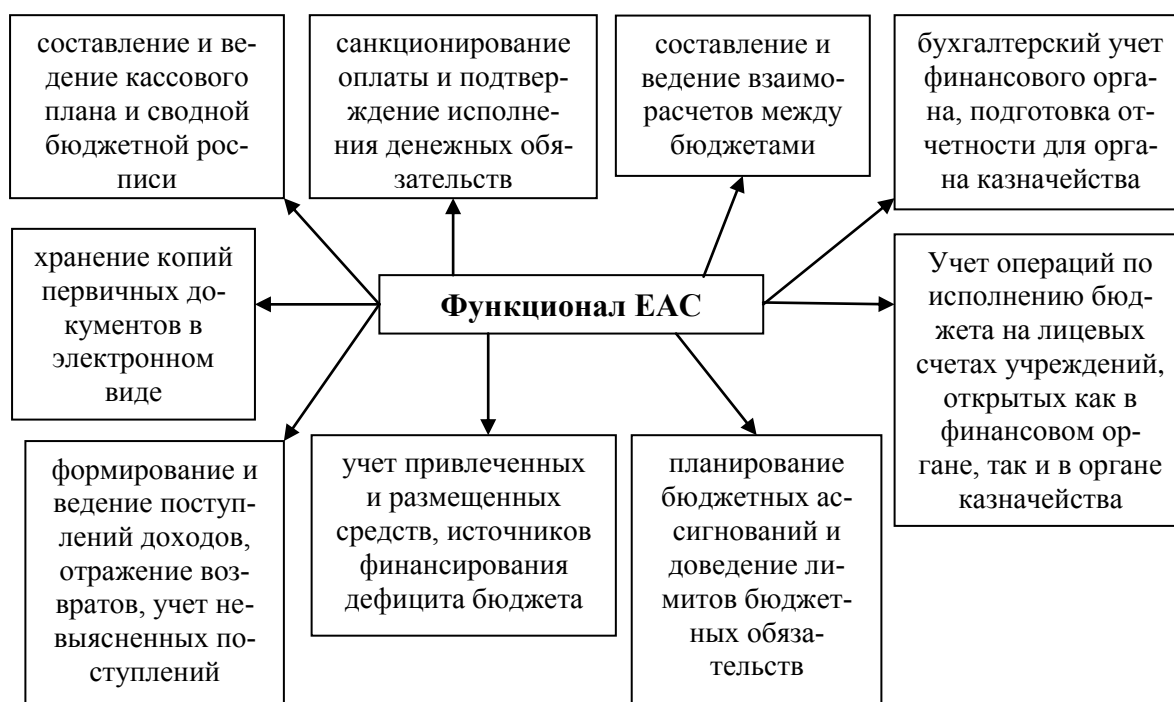 составление и ве-
дение кассового
плана и сводной
бюджетной рос-
писи
санкционирование
оплаты и подтвер-
ждение исполне-
ния денежных обя-
зательств
составление и
ведение взаимо-
расчетов между
бюджетами
бухгалтерский учет
финансового орга-
на, подготовка от-
четности для орга-
на казначейства
хранение копий
первичных до-
кументов в
электронном
виде
Функционал ЕАС
Учет операций по
исполнению бюд-
жета на лицевых
счетах учреждений,
открытых как в
финансовом ор-
гане, так и в органе
казначейства
формирование и
ведение поступ-
лений доходов,
отражение воз-
вратов, учет не-
выясненных по-
ступлений
учет привлеченных
и размещенных
средств, источников
финансирования
дефицита бюджета
планирование
бюджетных ас-
сигнований и
доведение ли-
митов бюджет-
ных обяза-
тельств